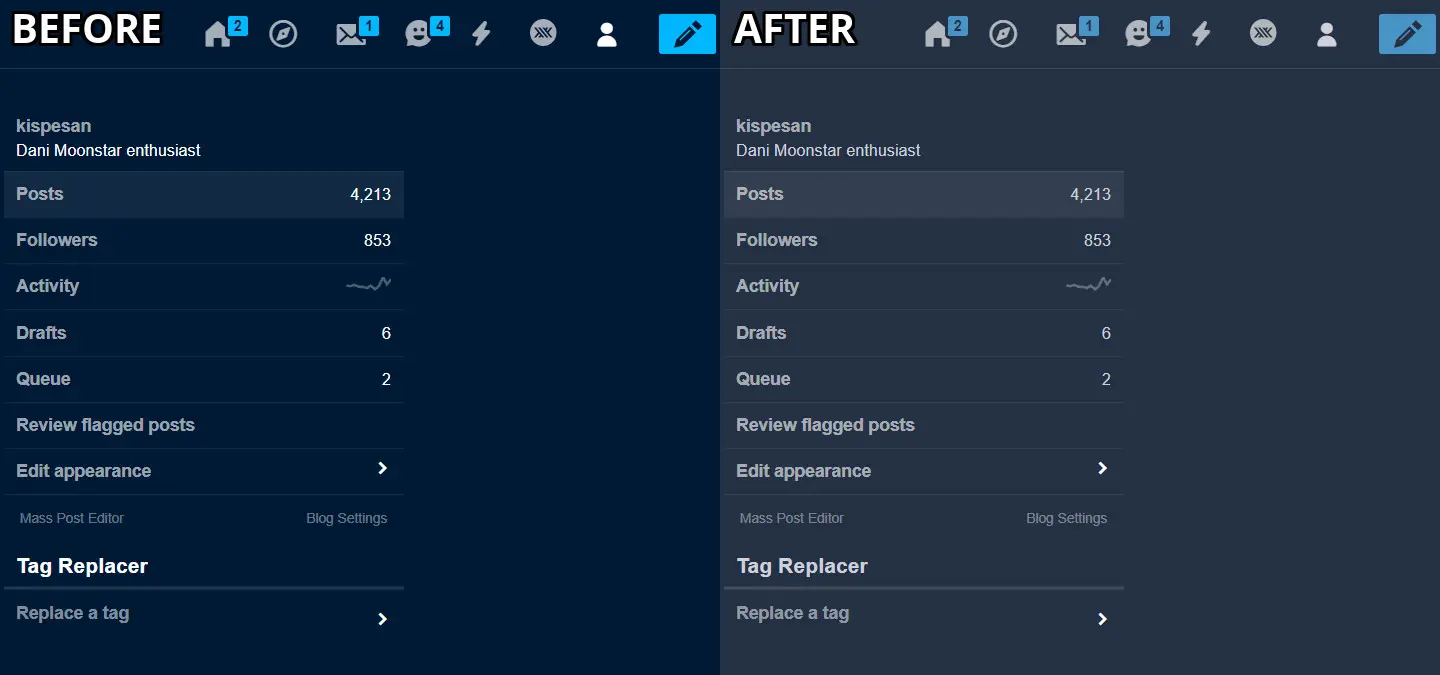 BEFORE 2 1 4
kispesan
Dani Moonstar enthusiast
Posts 4,213
Followers 853
Activity
Drafts 6
Queue 2
Review flagged posts
Edit appearance
Mass Post Editor Blog Settings
Tag Replacer
Replace a tag
AFTER 2 1 4
kispesan
Dani Moonstar enthusiast
Posts 4,213
Followers 853
Activity
Drafts 6
Queue 2
Review flagged posts
Edit appearance
Mass Post Editor Blog Settings
Tag Replacer
Replace a tag